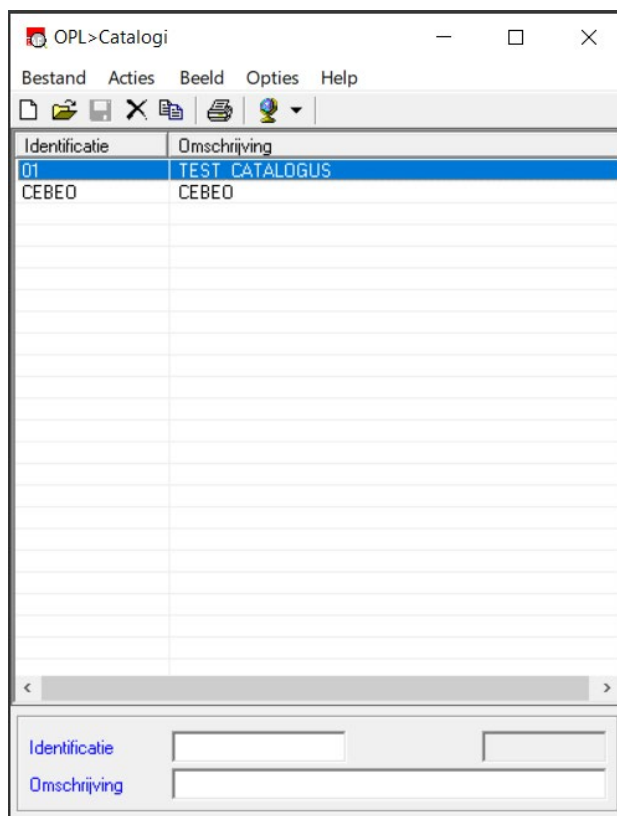 OPL>Catalogi
Bestand Acties Beeld Opties Help
Identificatie Omschrijving
01 TEST CATALOGUS
CEBEO CEBEO
Identificatie
Omschrijving